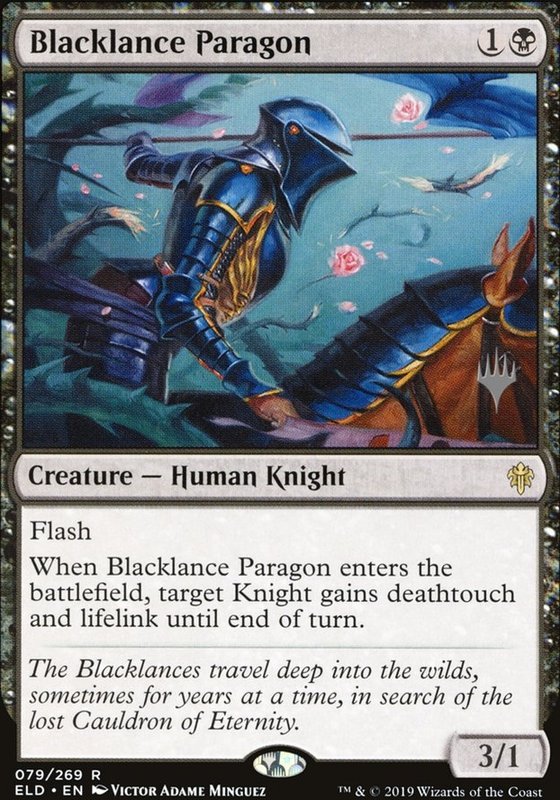 Blacklance Paragon 1
Creature — Human Knight
Flash
When Blacklance Paragon enters the
battlefield, target Knight gains deathtouch
and lifelink until end of turn.
The Blacklances travel deep into the wilds,
sometimes for years at a time, in search of the
lost Cauldron of Eternity.
3/1
079/269 R
ELD • EN Victor Adame Minguez
™ & © 2019 Wizards of the Coast